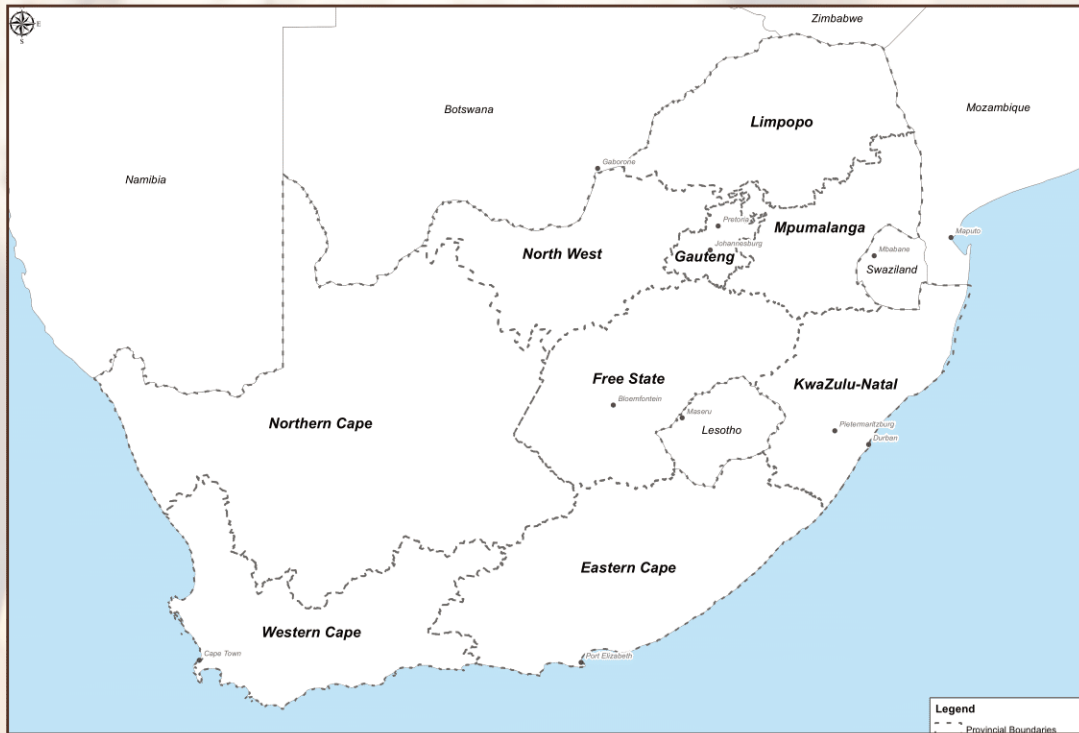 Zimbabwe
E
S
Botswana
Mozambique
Limpopo
Gaborone
Namibia
Pretoria
Mpumalanga
Maputo
North West
Johannesburg
Gauteng
Mbabane
Swaziland
Free State
KwaZulu-Natal
Bloemfontein
Maseru
Northern Cape
Lesotho
Pietermaritzburg
Durban
Eastern Cape
Western Cape
Cape Town
Port Elizabeth
Legend
Provincial Boundaries